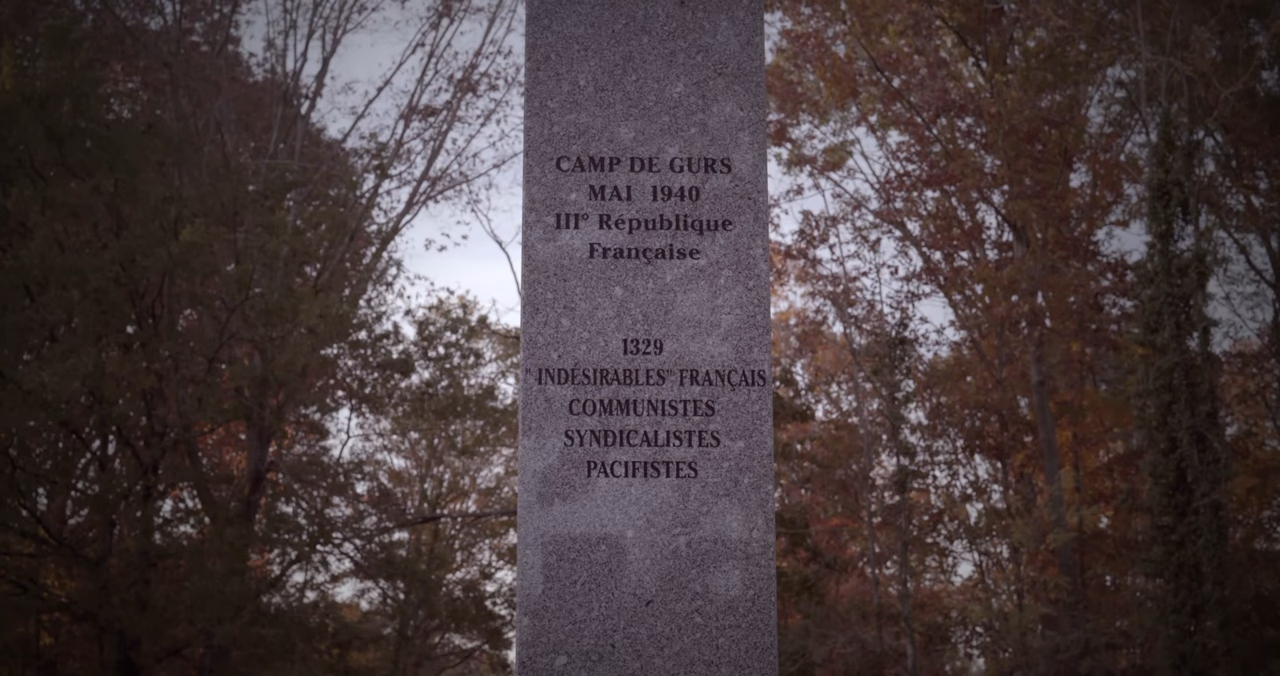 CAMP DE GURS
MAI 1940
III° République
Française
1329
"INDÉSIRABLES" FRANÇAIS
COMMUNISTES
SYNDICALISTES
PACIFISTES